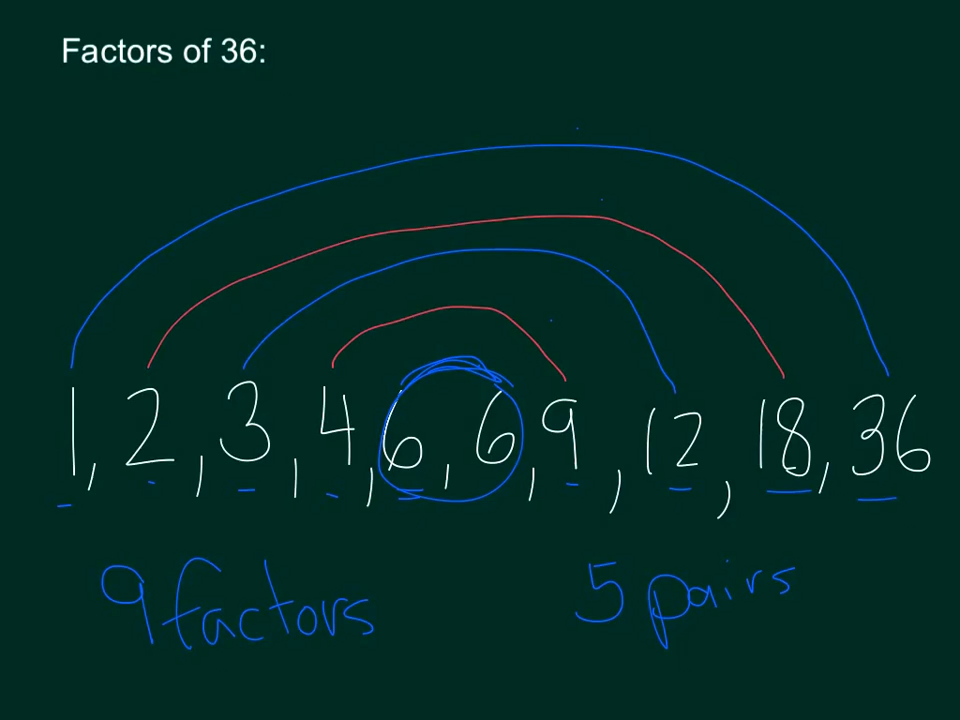 Factors of 36:
1, 2, 3, 4, 6, 6, 9, 12, 18, 36
9 factors 5 pairs